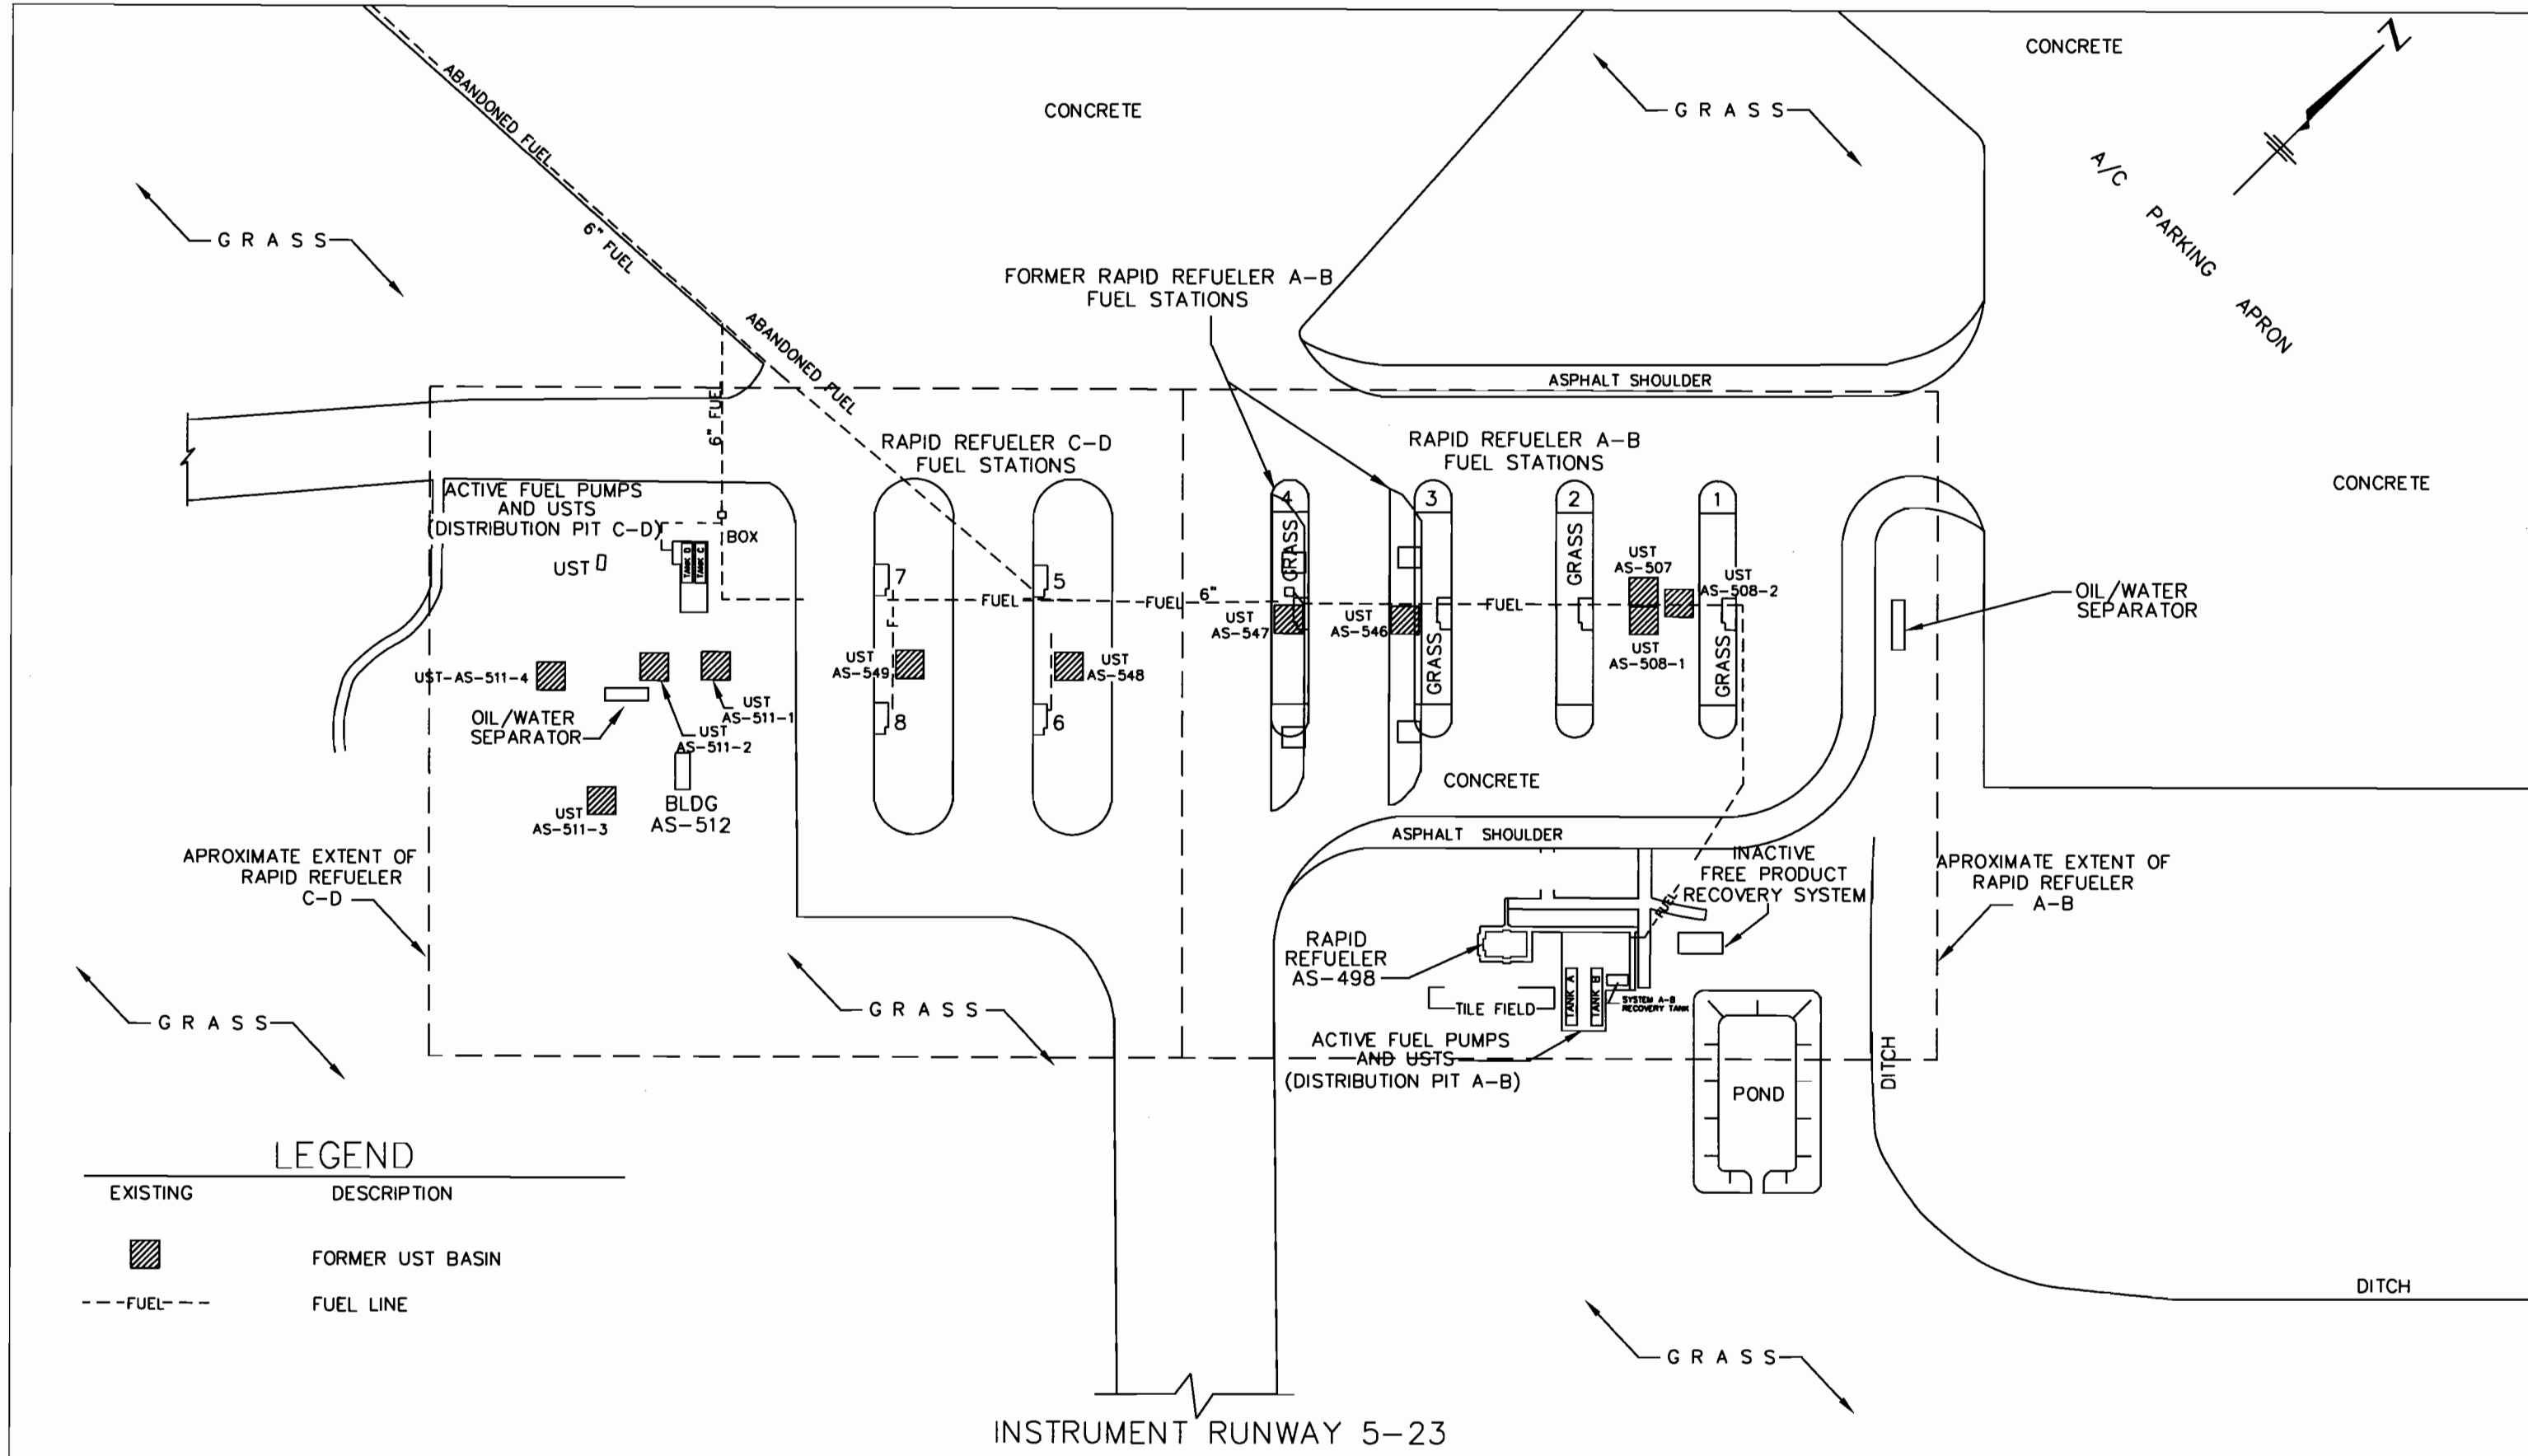 CONCRETE
N
ABANDONED FUEL
CONCRETE
G R A S S
A/C PARKING APRON
6" FUEL
G R A S S
FORMER RAPID REFUELER A-B
FUEL STATIONS
ABANDONED FUEL
ASPHALT SHOULDER
6" FUEL
RAPID REFUELER C-D
FUEL STATIONS
RAPID REFUELER A-B
FUEL STATIONS
CONCRETE
ACTIVE FUEL PUMPS
AND USTS
(DISTRIBUTION PIT C-D)
BOX
UST
TANK D
TANK C
4
3
2
1
GRASS
GRASS
GRASS
GRASS
UST
AS-507
UST
AS-508-2
7
5
FUEL
FUEL
6"
FUEL
F
OIL/WATER
SEPARATOR
UST
AS-547
UST
AS-546
UST
AS-508-1
UST-AS-511-4
UST
AS-549
UST
AS-548
UST
AS-511-1
OIL/WATER
SEPARATOR
UST
AS-511-2
8
6
CONCRETE
BLDG
AS-512
UST
AS-511-3
ASPHALT SHOULDER
APROXIMATE EXTENT OF
RAPID REFUELER
C-D
INACTIVE
FREE PRODUCT
RECOVERY SYSTEM
APROXIMATE EXTENT OF
RAPID REFUELER
A-B
FUEL
RAPID
REFUELER
AS-498
TANK A
TANK B
SYSTEM A-B
RECOVERY TANK
TILE FIELD
G R A S S
G R A S S
ACTIVE FUEL PUMPS
AND USTS
(DISTRIBUTION PIT A-B)
DITCH
POND
LEGEND
EXISTING DESCRIPTION
FORMER UST BASIN
FUEL FUEL LINE
DITCH
G R A S S
INSTRUMENT RUNWAY 5-23